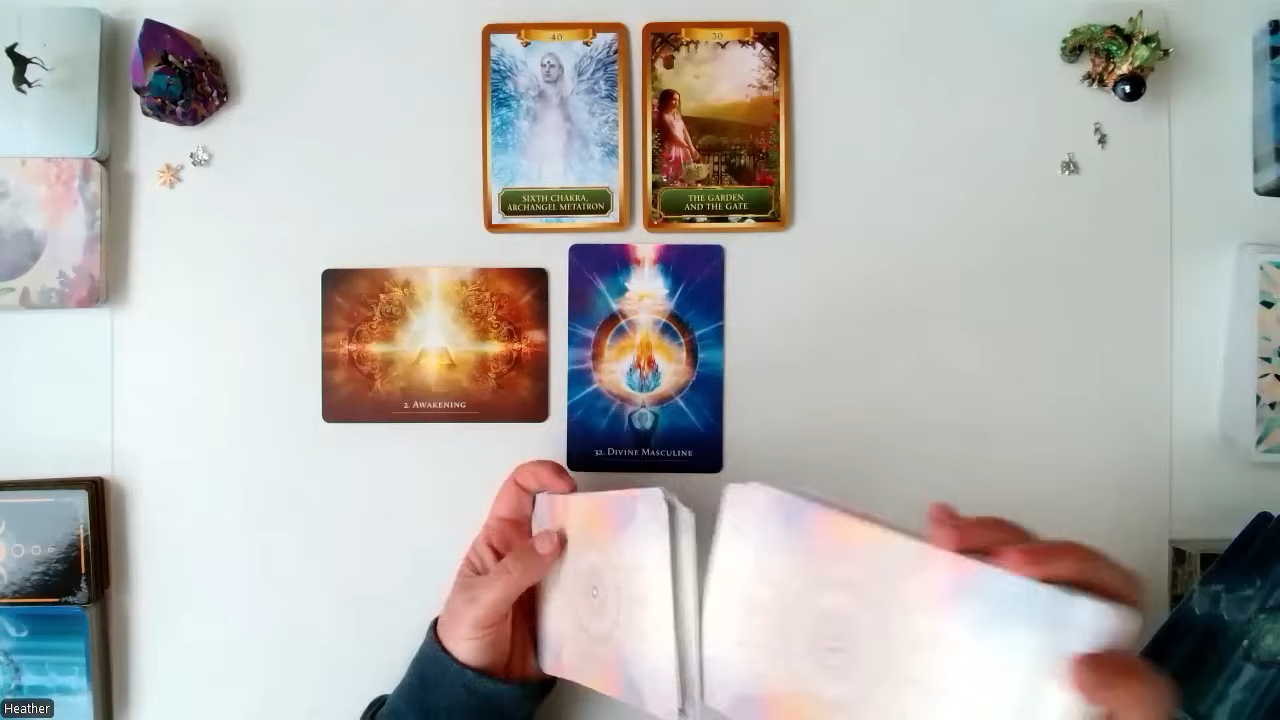 40
SIXTH CHAKRA,
ARCHANGEL METATRON
30
THE GARDEN
AND THE GATE
2. AWAKENING
32. DIVINE MASCULINE
Heather